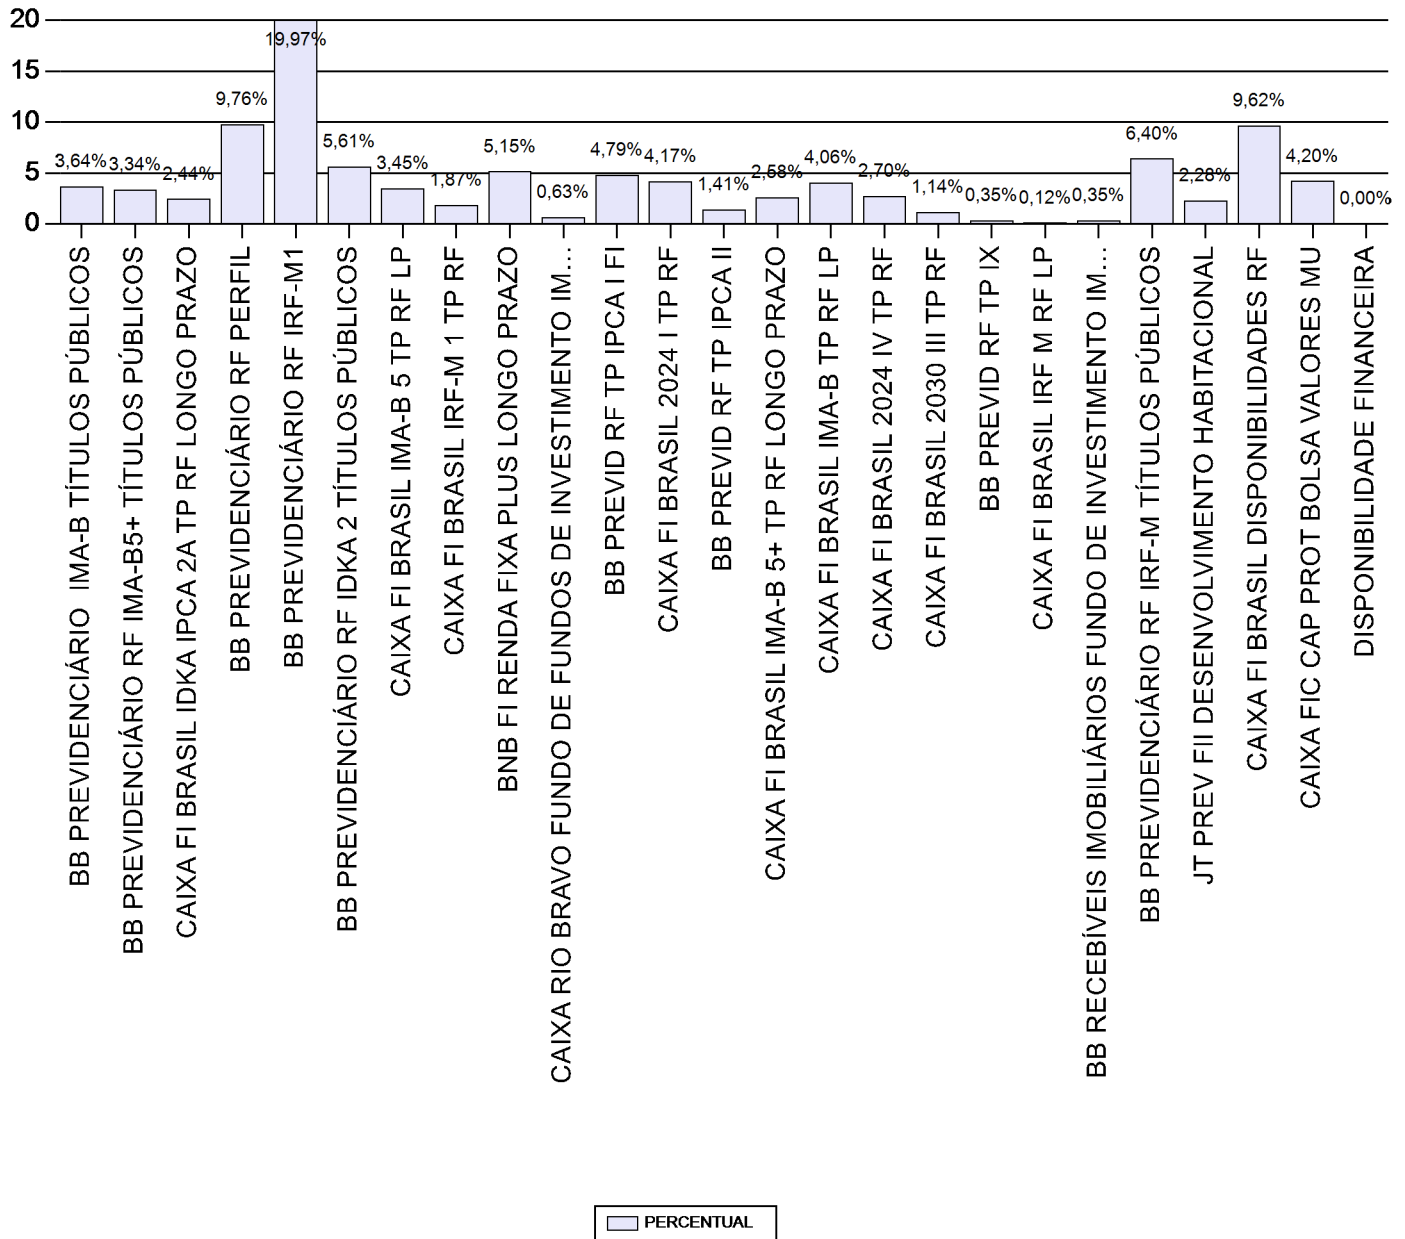 20
15
10
5
0
3,64%
3,34%
2,44%
9,76%
19,97%
5,61%
3,45%
1,87%
5,15%
0,63%
4,79%
4,17%
1,41%
2,58%
4,06%
2,70%
1,14%
0,35%
0,12%
0,35%
6,40%
2,28%
9,62%
4,20%
0,00%
BB PREVIDENCIÁRIO  IMA-B TÍTULOS PÚBLICOS
BB PREVIDENCIÁRIO RF IMA-B5+ TÍTULOS PÚBLICOS
CAIXA FI BRASIL IDKA IPCA 2A TP RF LONGO PRAZO
BB PREVIDENCIÁRIO RF PERFIL
BB PREVIDENCIÁRIO RF IRF-M1
BB PREVIDENCIÁRIO RF IDKA 2 TÍTULOS PÚBLICOS
CAIXA FI BRASIL IMA-B 5 TP RF LP
CAIXA FI BRASIL IRF-M 1 TP RF
BNB FI RENDA FIXA PLUS LONGO PRAZO
CAIXA RIO BRAVO FUNDO DE FUNDOS DE INVESTIMENTO IM...
BB PREVID RF TP IPCA I FI
CAIXA FI BRASIL 2024 I TP RF
BB PREVID RF TP IPCA II
CAIXA FI BRASIL IMA-B 5+ TP RF LONGO PRAZO
CAIXA FI BRASIL IMA-B TP RF LP
CAIXA FI BRASIL 2024 IV TP RF
CAIXA FI BRASIL 2030 III TP RF
BB PREVID RF TP IX
CAIXA FI BRASIL IRF M RF LP
BB RECEBÍVEIS IMOBILIÁRIOS FUNDO DE INVESTIMENTO IM...
BB PREVIDENCIÁRIO RF IRF-M TÍTULOS PÚBLICOS
JT PREV FII DESENVOLVIMENTO HABITACIONAL
CAIXA FI BRASIL DISPONIBILIDADES RF
CAIXA FIC CAP PROT BOLSA VALORES MU
DISPONIBILIDADE FINANCEIRA
PERCENTUAL